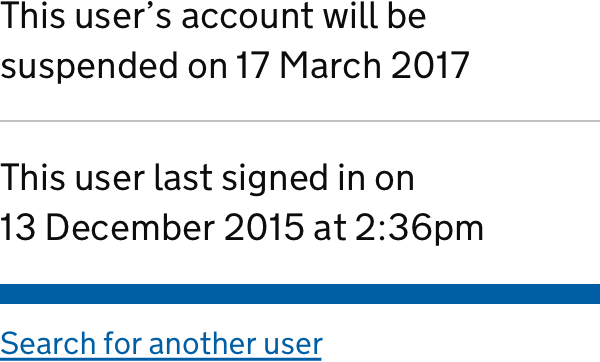 This user’s account will be
suspended on 17 March 2017
This user last signed in on
13 December 2015 at 2:36pm
Search for another user